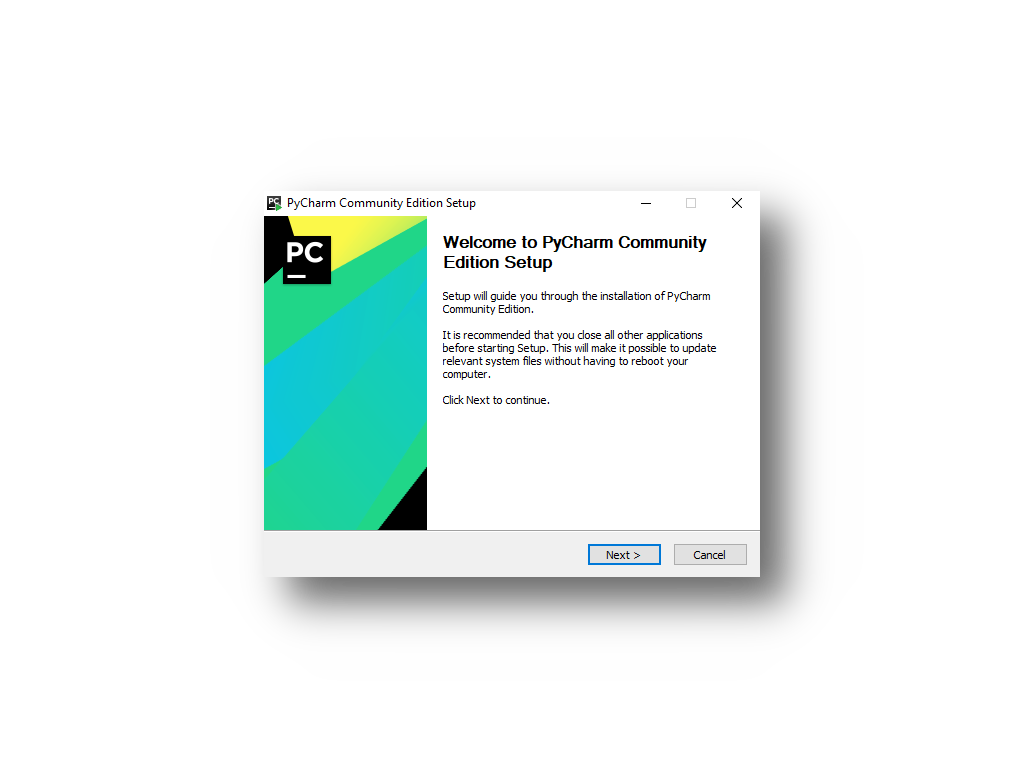 PC PyCharm Community Edition Setup
PC
Welcome to PyCharm Community
Edition Setup
Setup will guide you through the installation of PyCharm
Community Edition.
It is recommended that you close all other applications
before starting Setup. This will make it possible to update
relevant system files without having to reboot your
computer.
Click Next to continue.
Next > Cancel